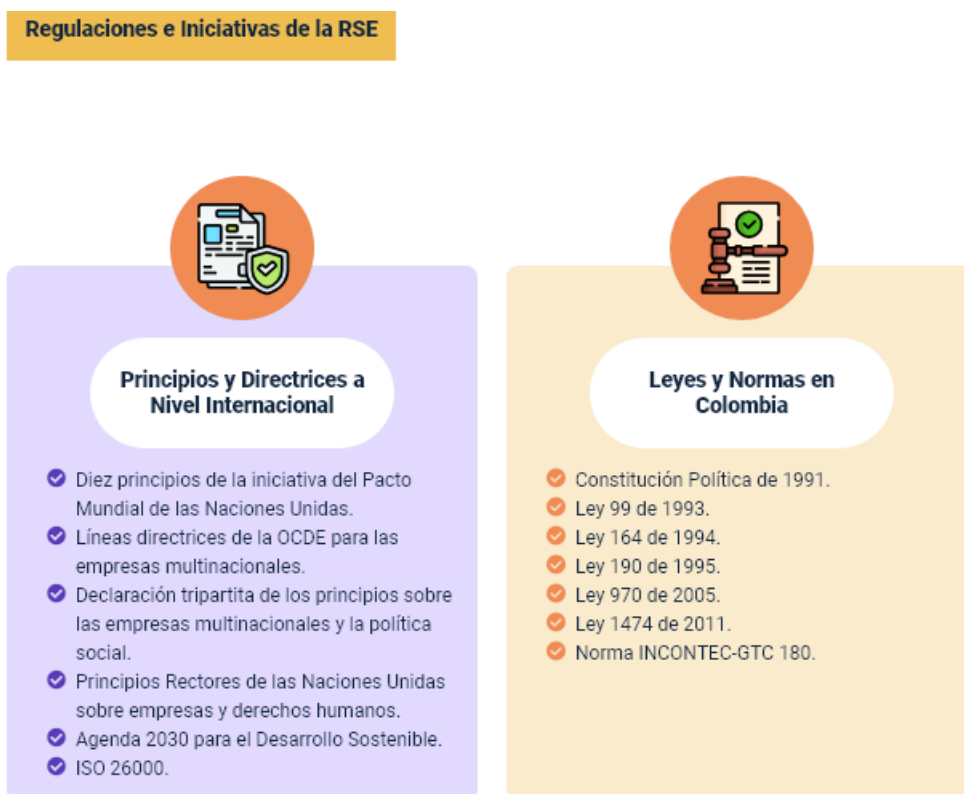 Regulaciones e Iniciativas de la RSE
Principios y Directrices a
Nivel Internacional
Diez principios de la iniciativa del Pacto
Mundial de las Naciones Unidas.
Líneas directrices de la OCDE para las
empresas multinacionales.
Declaración tripartita de los principios sobre
las empresas multinacionales y la política
social.
Principios Rectores de las Naciones Unidas
sobre empresas y derechos humanos.
Agenda 2030 para el Desarrollo Sostenible.
ISO 26000.
Leyes y Normas en
Colombia
Constitución Política de 1991.
Ley 99 de 1993.
Ley 164 de 1994.
Ley 190 de 1995.
Ley 970 de 2005.
Ley 1474 de 2011.
Norma INCONTEC-GTC 180.